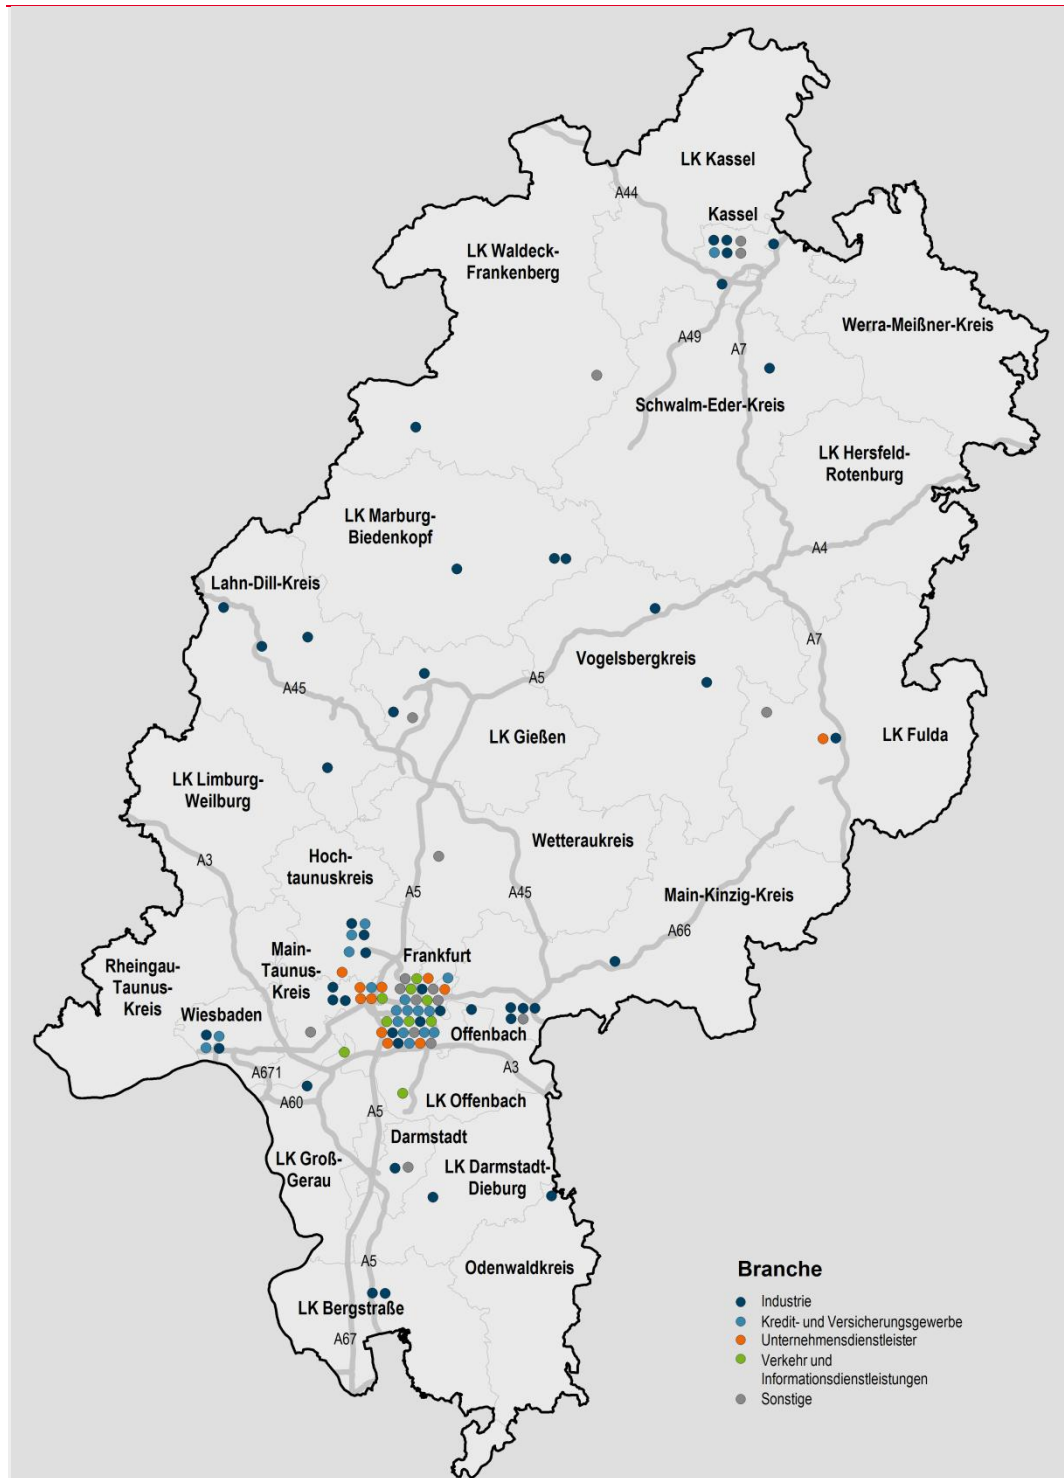 LK Kassel
A44
Kassel
LK Waldeck-
Frankenberg
Werra-Meißner-Kreis
A49
A7
Schwalm-Eder-Kreis
LK Hersfeld-
Rotenburg
LK Marburg-
Biedenkopf
A4
Lahn-Dill-Kreis
A7
Vogelsbergkreis
A5
A45
LK Gießen
LK Fulda
LK Limburg-
Weilburg
Wetteraukreis
Hoch-
taunuskreis
A3
A5
A45
Main-Kinzig-Kreis
A66
Main-
Taunus-
Kreis
Frankfurt
Rheingau-
Taunus-
Kreis
Wiesbaden
Offenbach
A671
A3
A60
A5
LK Offenbach
Darmstadt
LK Groß-
Gerau
LK Darmstadt-
Dieburg
A5
Odenwaldkreis
LK Bergstraße
A67
Branche
Industrie
Kredit- und Versicherungsgewerbe
Unternehmensdienstleister
Verkehr und
Informationsdienstleistungen
Sonstige